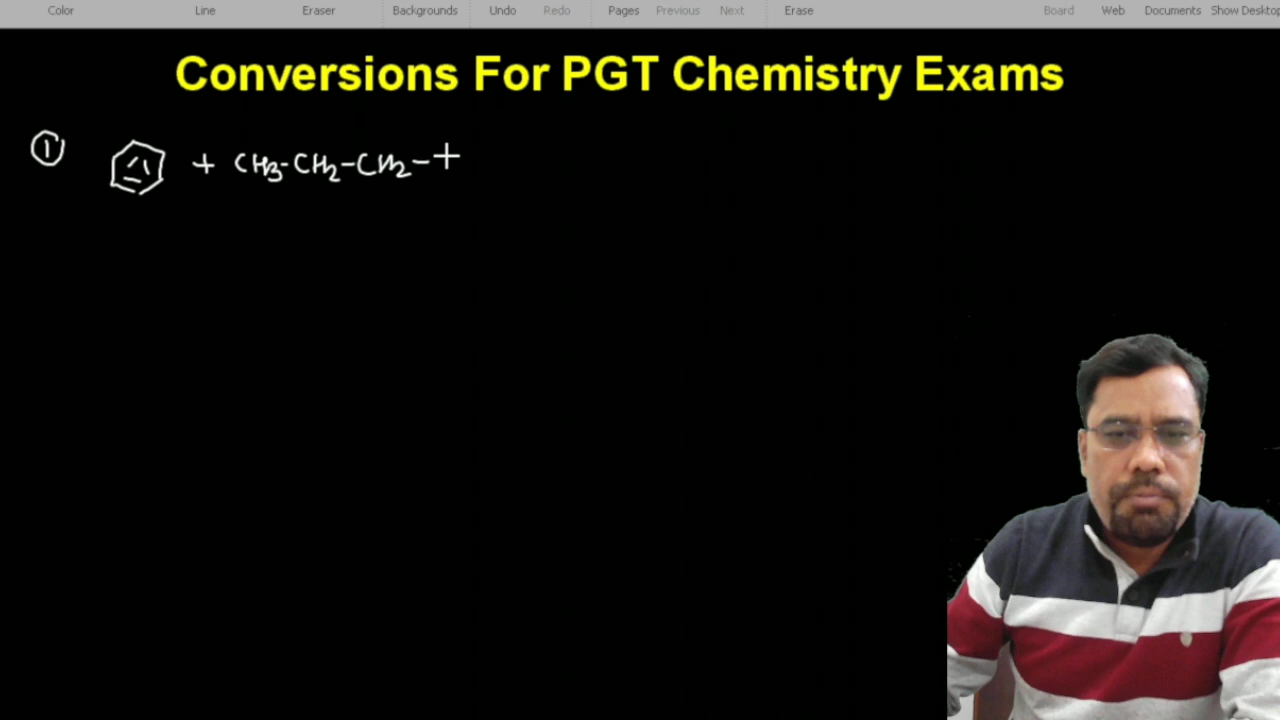 Color Line Eraser Backgrounds Undo Redo Pages Previous Next Erase Board Web Documents Show Desktop
Conversions For PGT Chemistry Exams
① + CH3-CH2-CH2-